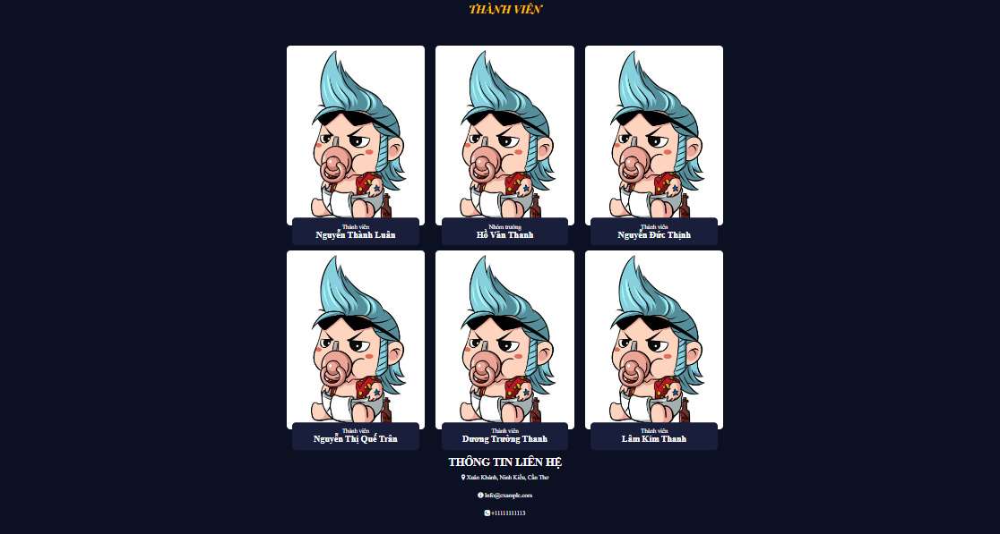 THÀNH VIÊN
Thành viên
Nguyễn Thành Luân
Nhóm trưởng
Hồ Văn Thanh
Thành viên
Nguyễn Đức Thịnh
Thành viên
Nguyễn Thị Quế Trân
Thành viên
Dương Trường Thanh
Thành viên
Lâm Kim Thanh
THÔNG TIN LIÊN HỆ
Xuân Khánh, Ninh Kiều, Cần Thơ
Info@example.com
+11111111113